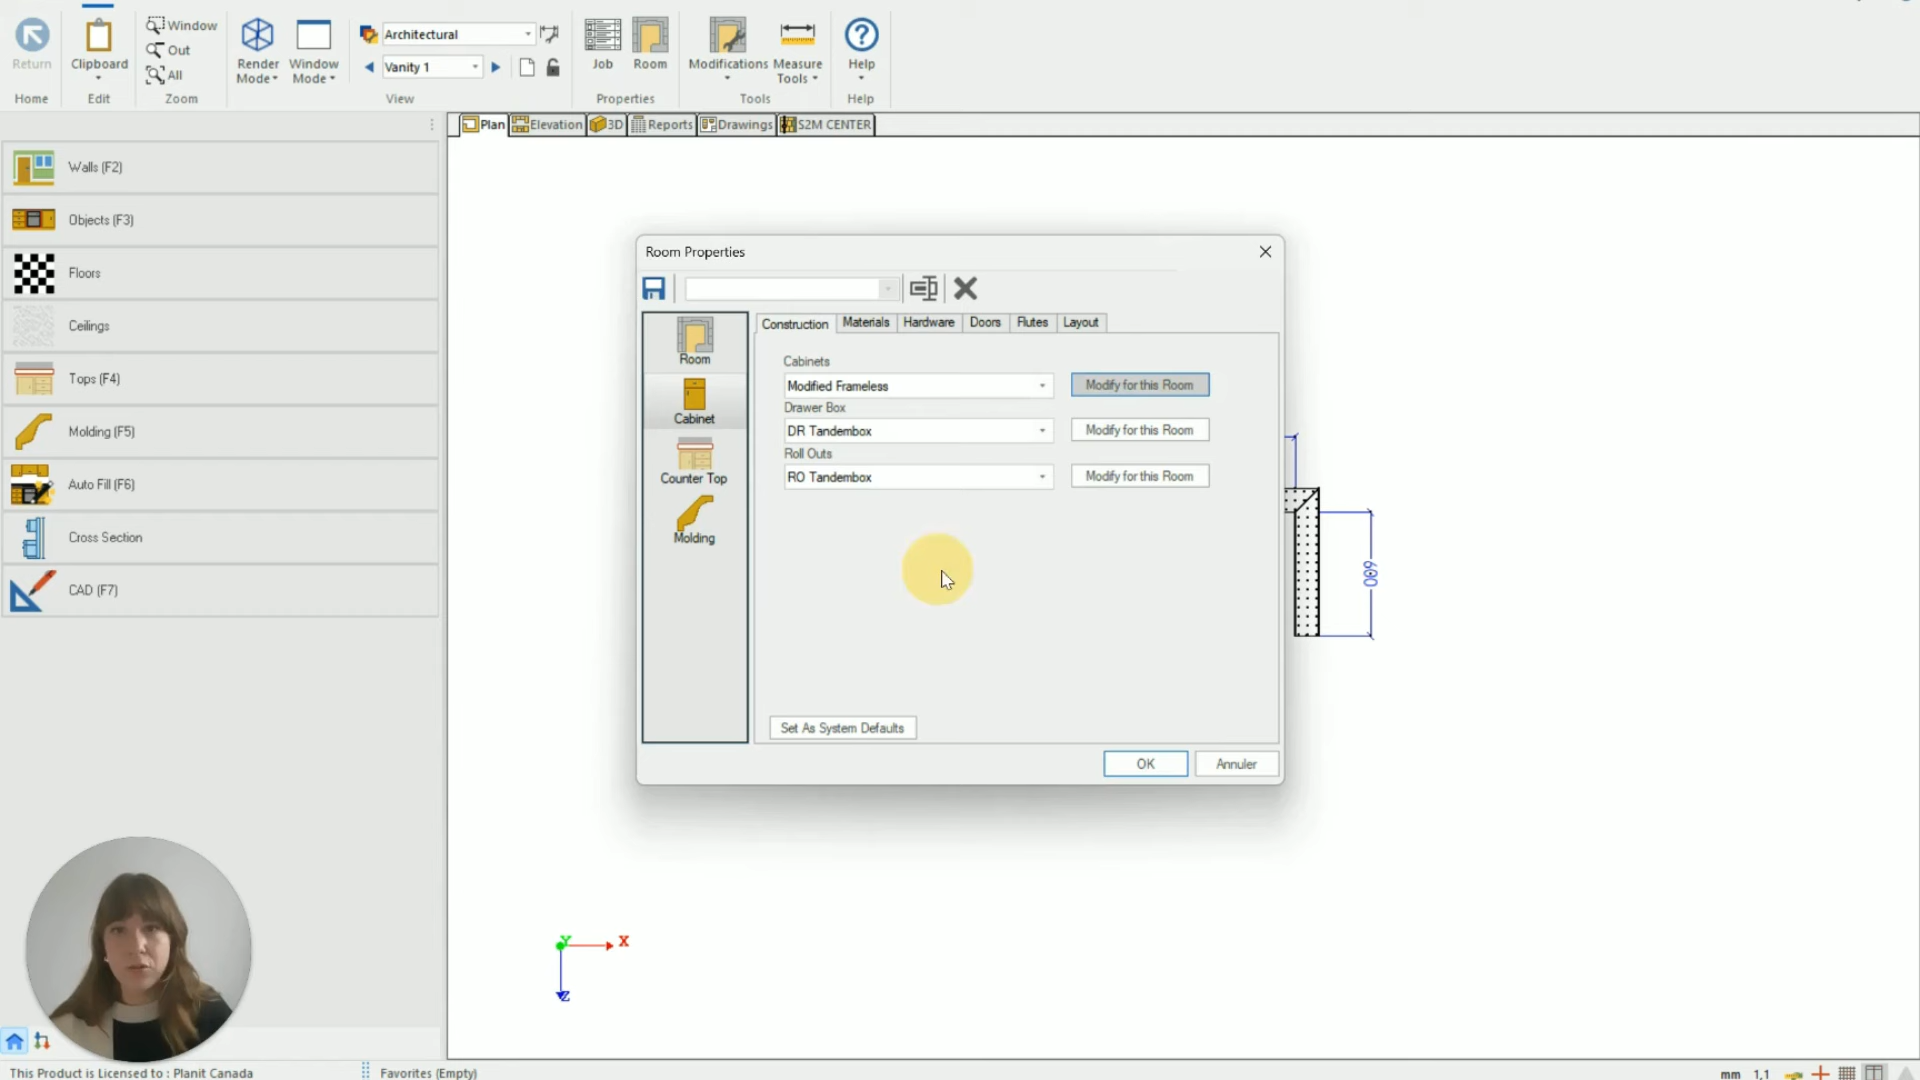 Return
Home
Clipboard
Edit
Window
Out
All
Zoom
Render Mode
Window Mode
Architectural
Vanity 1
View
Job
Room
Properties
Modifications
Measure Tools
Tools
Help
Help
Plan
Elevation
3D
Reports
Drawings
S2M CENTER
Walls (F2)
Objects (F3)
Floors
Ceilings
Tops (F4)
Molding (F5)
Auto Fill (F6)
Cross Section
CAD (F7)
Room Properties
Room
Cabinet
Counter Top
Molding
Construction
Materials
Hardware
Doors
Flutes
Layout
Cabinets
Modified Frameless
Modify for this Room
Drawer Box
DR Tandembox
Modify for this Room
Roll Outs
RO Tandembox
Modify for this Room
Set As System Defaults
OK
Annuler
600
Y
X
Z
This Product is Licensed to : Planit Canada
Favorites (Empty)
mm
1,1